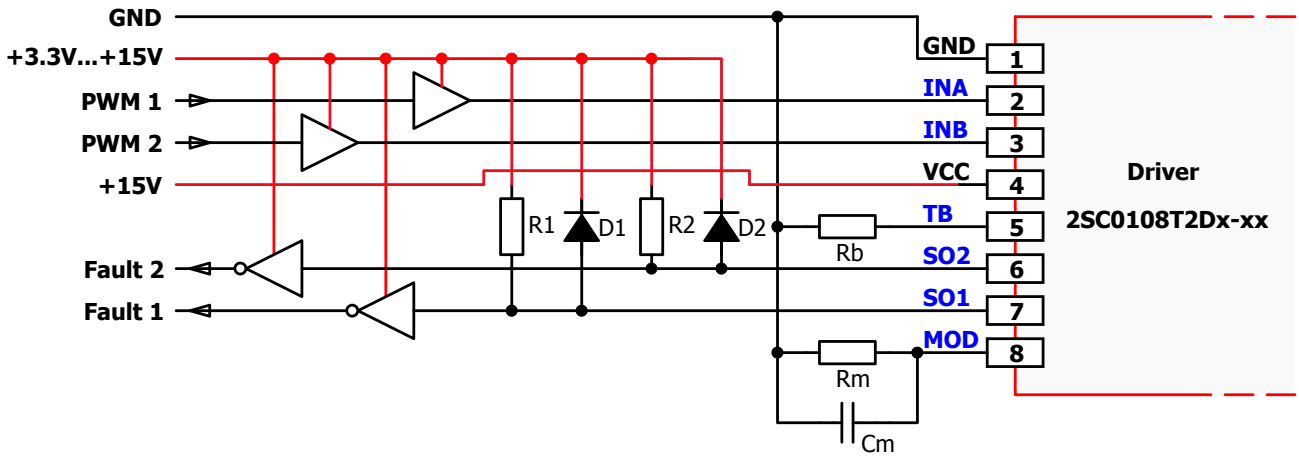 GND
+3.3V...+15V
PWM 1
PWM 2
+15V
Fault 2
Fault 1
R1
D1
R2
D2
Rb
Rm
Cm
GND
INA
INB
VCC
TB
SO2
SO1
MOD
1
2
3
4
5
6
7
8
Driver
2SC0108T2Dx-xx